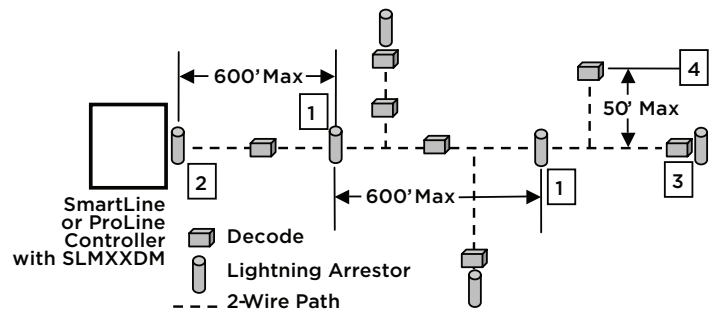 600' Max
1
4
50' Max
2
600' Max
1
3
SmartLine
or ProLine
Controller
with SLMXXDM
Decode
Lightning Arrestor
2-Wire Path